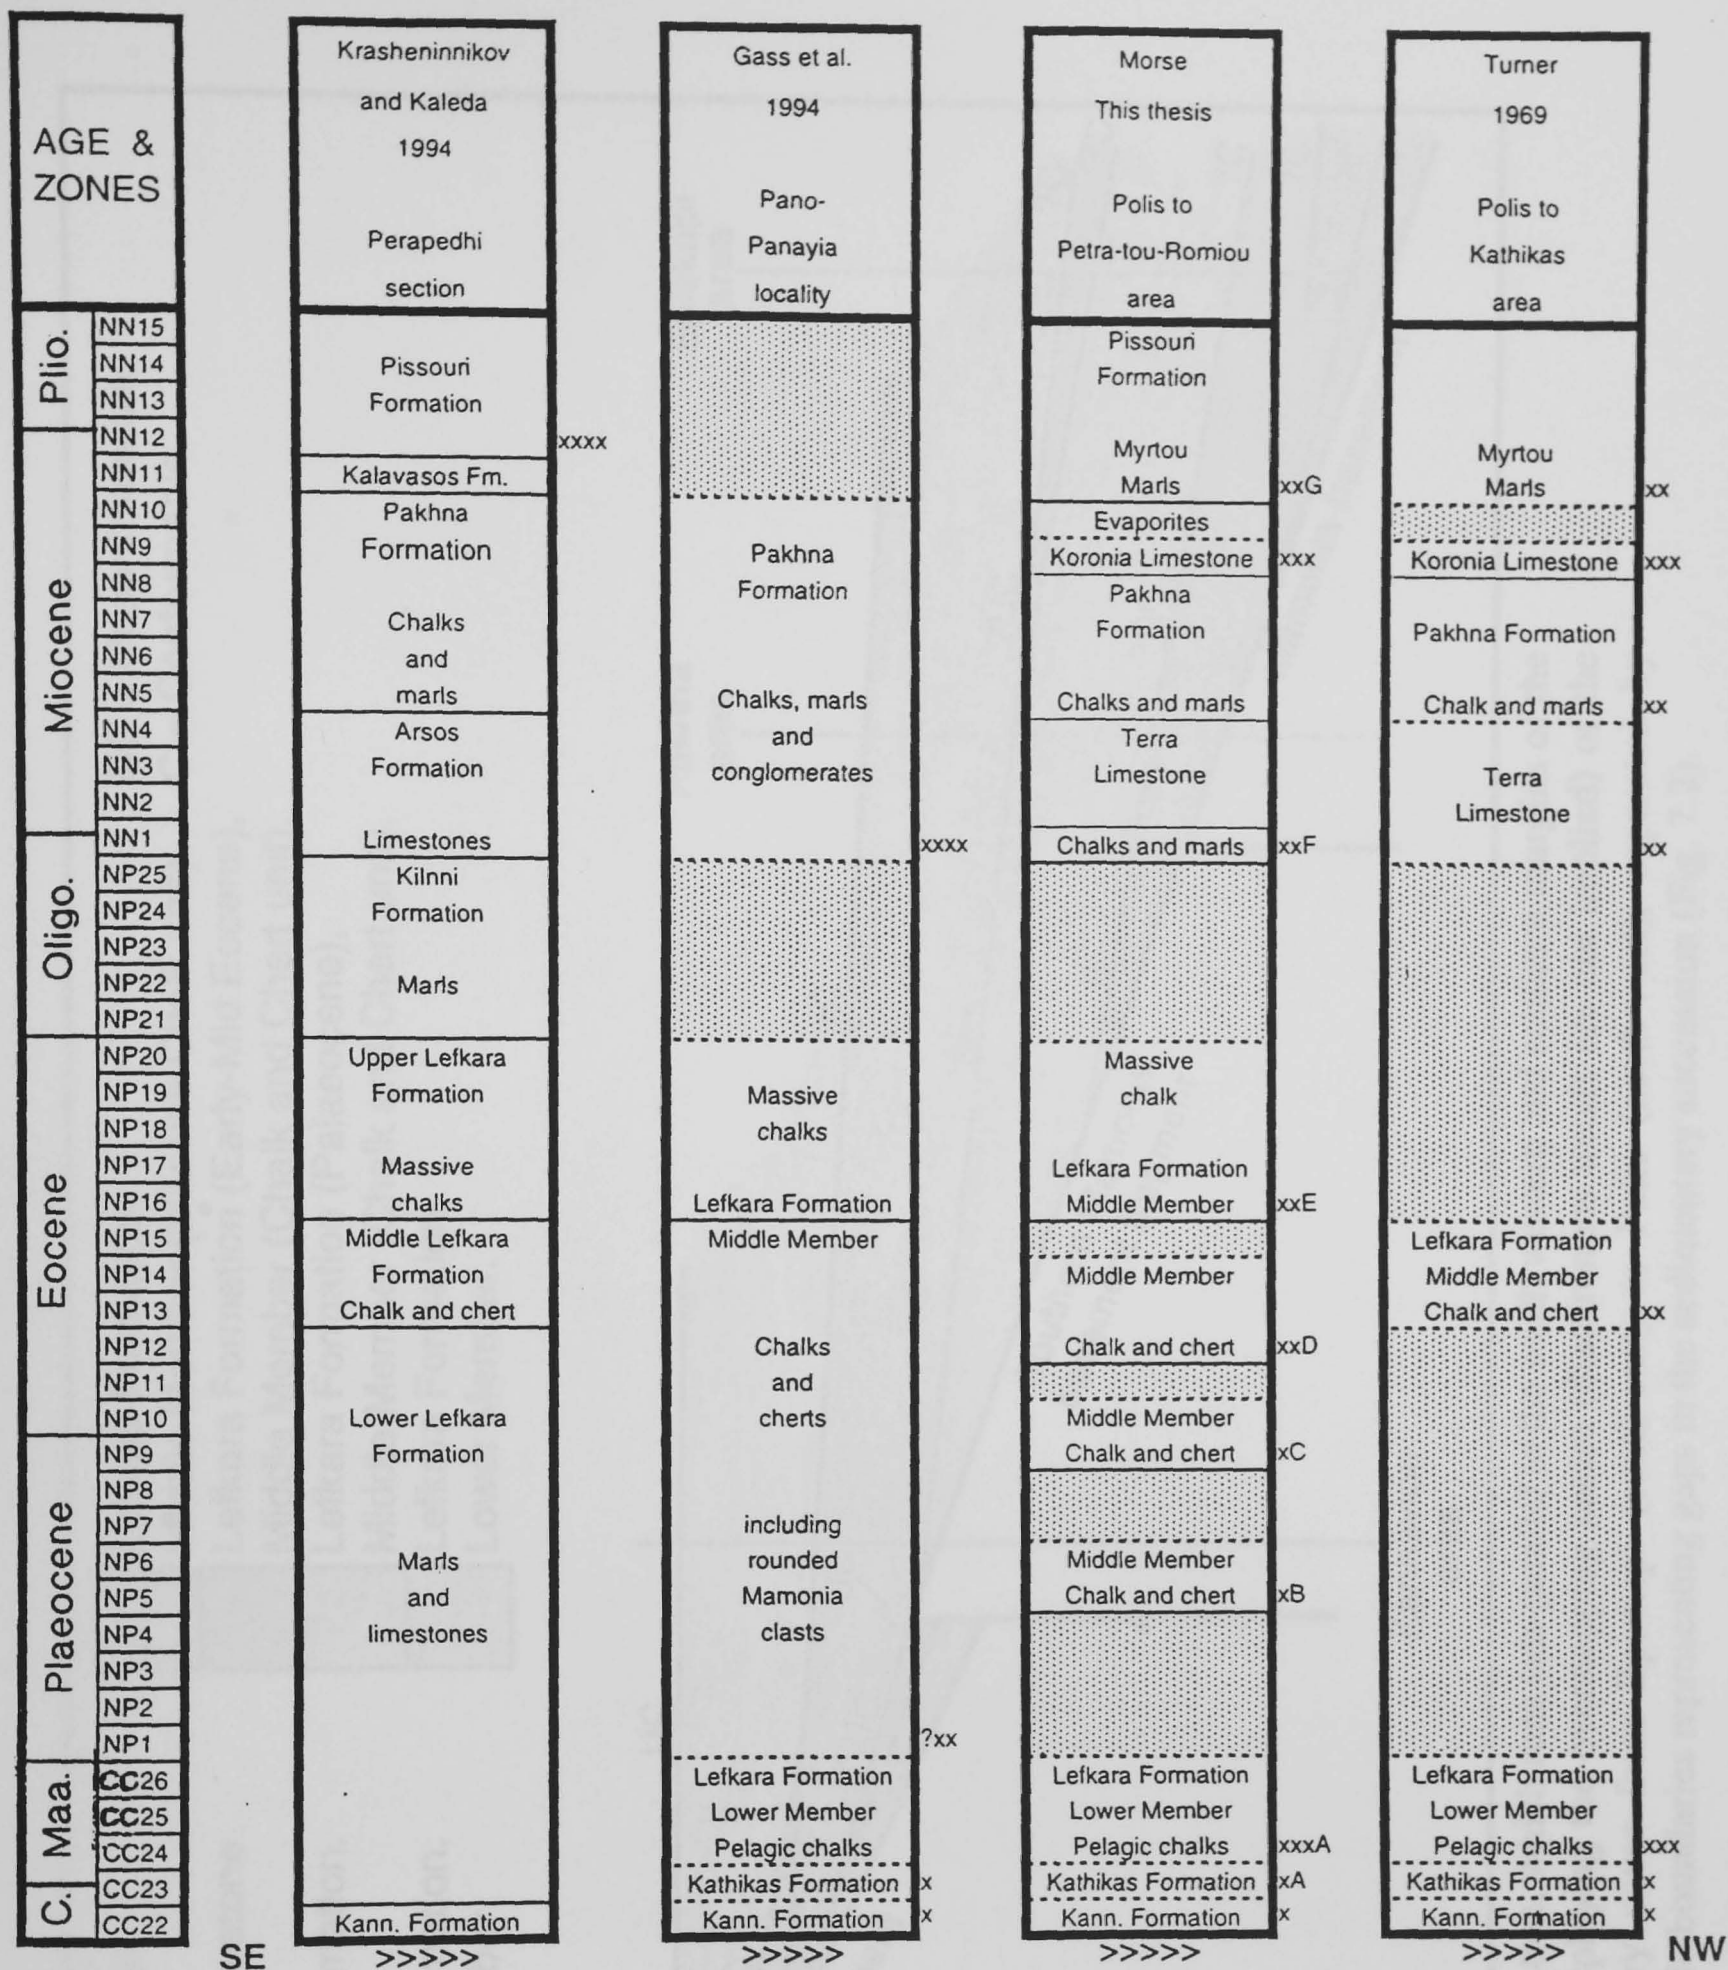 AGE &
ZONES
Plio.
Miocene
Oligo.
Eocene
Plaeocene
Maa.
C.
NN15
NN14
NN13
NN12
NN11
NN10
NN9
NN8
NN7
NN6
NN5
NN4
NN3
NN2
NN1
NP25
NP24
NP23
NP22
NP21
NP20
NP19
NP18
NP17
NP16
NP15
NP14
NP13
NP12
NP11
NP10
NP9
NP8
NP7
NP6
NP5
NP4
NP3
NP2
NP1
CC26
CC25
CC24
CC23
CC22
Krasheninnikov
and Kaleda
1994
Perapedhi
section
Pissouri
Formation
xxxx
Kalavasos Fm.
Pakhna
Formation
Chalks
and
marls
Arsos
Formation
Limestones
Kilnni
Formation
Marls
Upper Lefkara
Formation
Massive
chalks
Middle Lefkara
Formation
Chalk and chert
Lower Lefkara
Formation
Marls
and
limestones
Kann. Formation
Gass et al.
1994
Pano-
Panayia
locality
Pakhna
Formation
Chalks, marls
and
conglomerates
xxxx
Massive
chalks
Lefkara Formation
Middle Member
Chalks
and
cherts
including
rounded
Mamonia
clasts
?xx
Lefkara Formation
Lower Member
Pelagic chalks
Kathikas Formation x
Kann. Formation x
Morse
This thesis
Polis to
Petra-tou-Romiou
area
Pissouri
Formation
Myrtou
Marls xxG
Evaporites
Koronia Limestone xxx
Pakhna
Formation
Chalks and marls
Terra
Limestone
Chalks and marls xxF
Massive
chalk
Lefkara Formation
Middle Member xxE
Middle Member
Chalk and chert xxD
Middle Member
Chalk and chert xC
Middle Member
Chalk and chert xB
Lefkara Formation
Lower Member
Pelagic chalks xxxA
Kathikas Formation xA
Kann. Formation x
Turner
1969
Polis to
Kathikas
area
Myrtou
Marls xx
Koronia Limestone xxx
Pakhna Formation
Chalk and marls xx
Terra
Limestone
xx
Lefkara Formation
Middle Member
Chalk and chert xx
Lefkara Formation
Lower Member
Pelagic chalks xxx
Kathikas Formation x
Kann. Formation x
SE >>>>> >>>>> >>>>> >>>>> NW